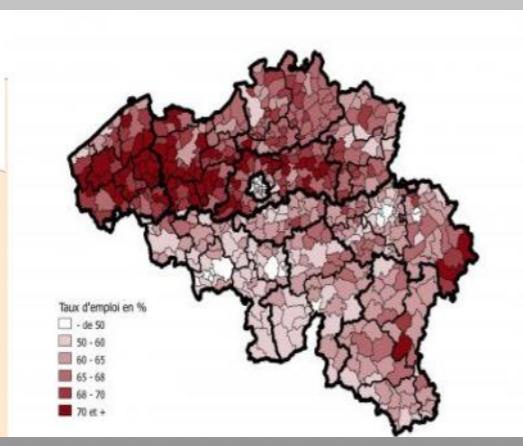 Taux d'emploi en %
- de 50
50 - 60
60 - 65
65 - 68
68 - 70
70 et +